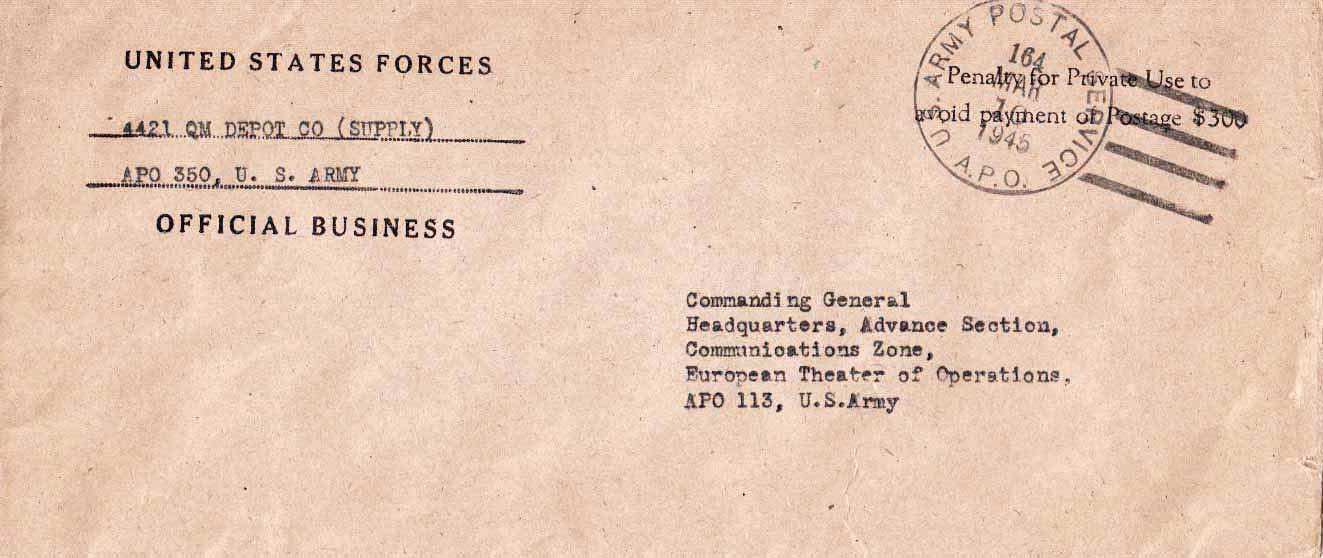 UNITED STATES FORCES
4421 QM DEPOT CO (SUPPLY)
APO 350, U. S. ARMY
OFFICIAL BUSINESS
U.S. ARMY POSTAL SERVICE
A.P.O.
164
MAR
1945
Penalty for Private Use to
avoid payment of Postage $300
Commanding General
Headquarters, Advance Section,
Communications Zone,
European Theater of Operations,
APO 113, U.S.Army